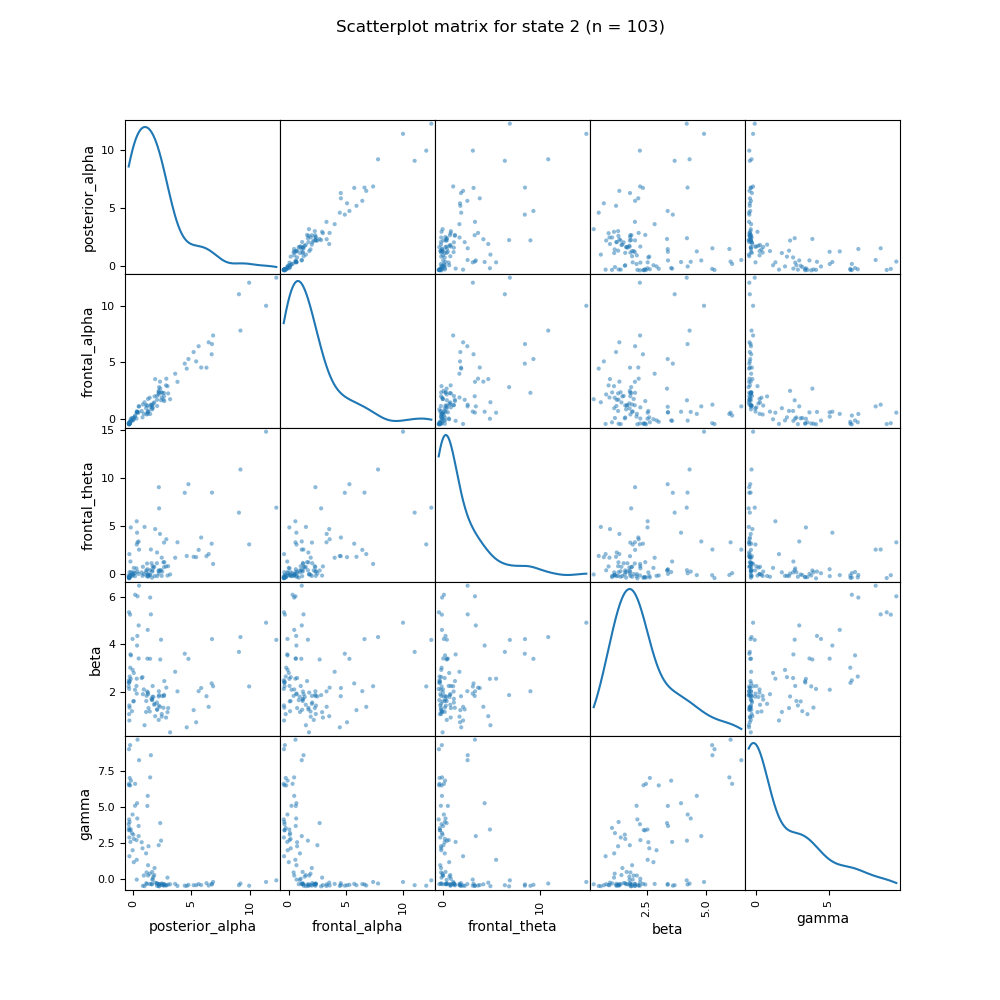 Scatterplot matrix for state 2 (n = 103)
posterior_alpha
10
5
0
frontal_alpha
10
5
0
frontal_theta
15
10
5
0
beta
6
4
2
gamma
7.5
5.0
2.5
0.0
0 5 10 0 5 10 0 10 2.5 5.0 0 5
posterior_alpha frontal_alpha frontal_theta beta gamma